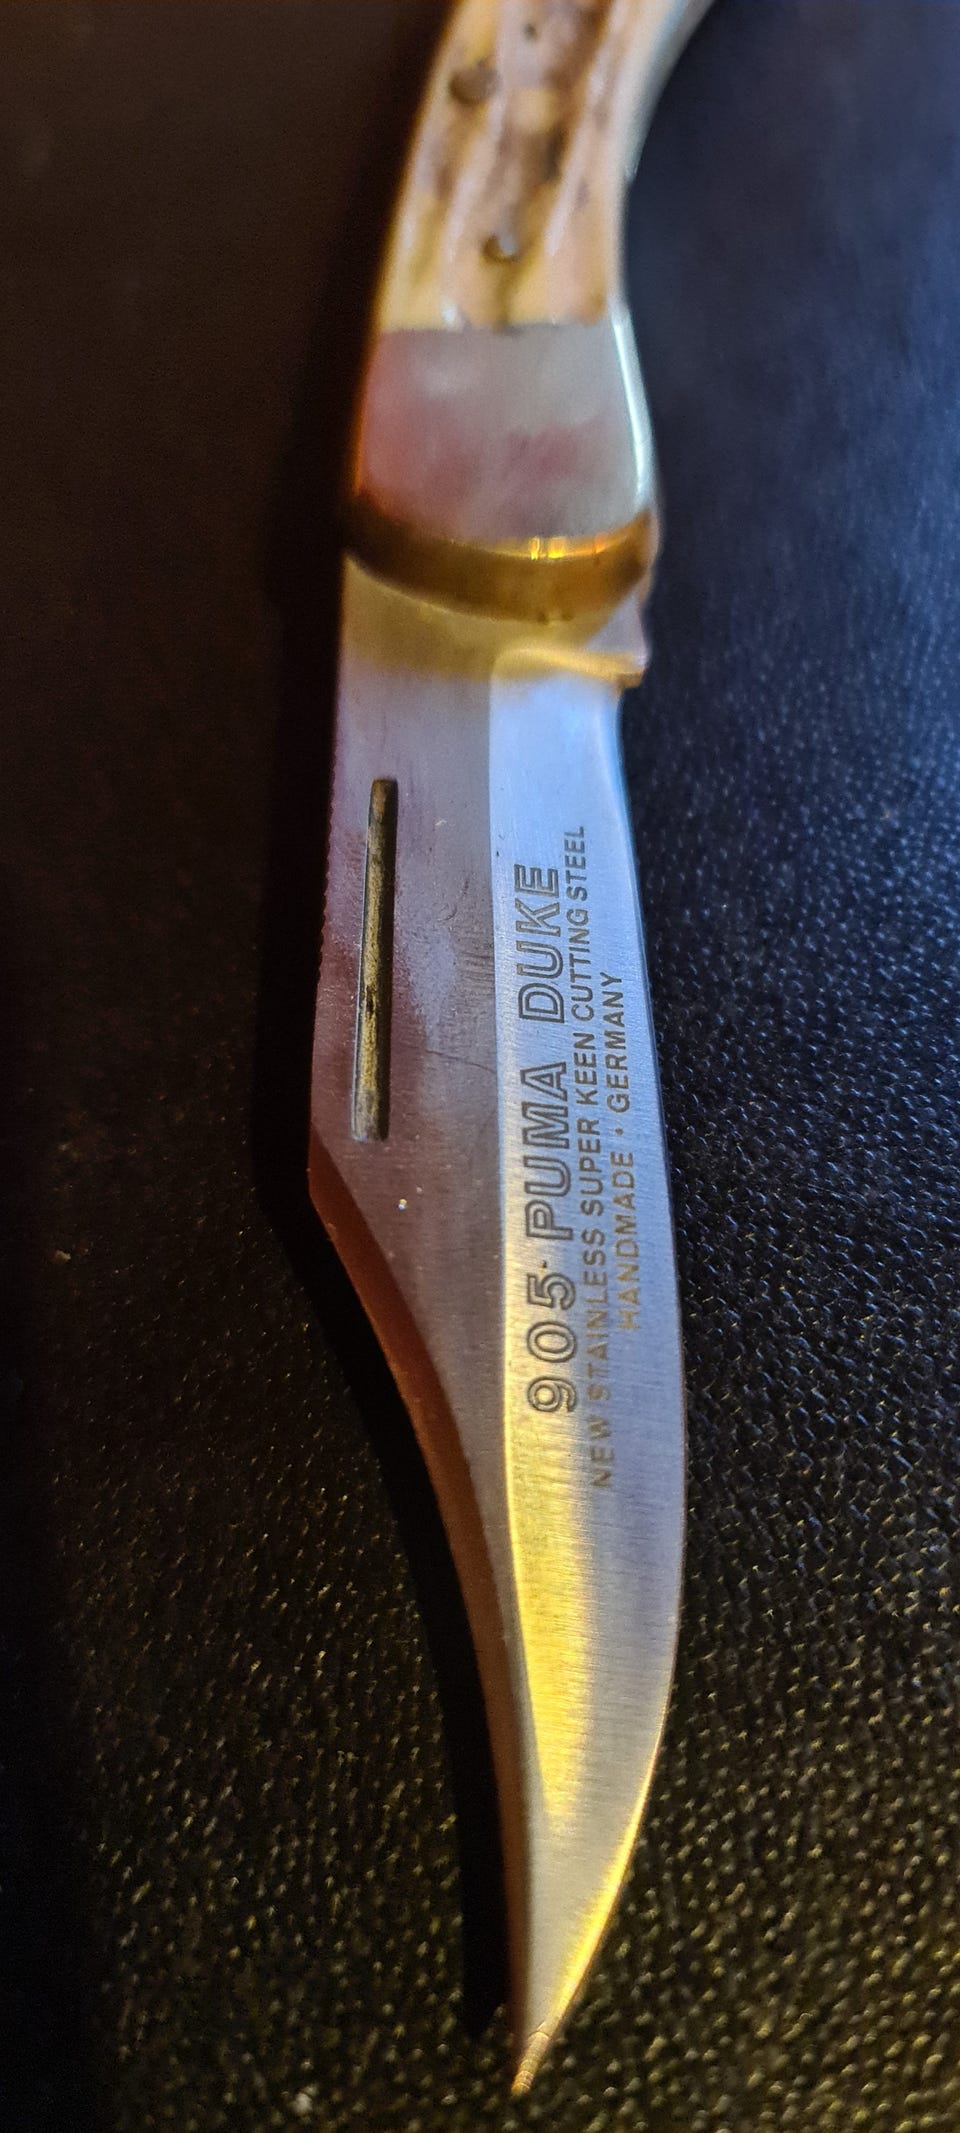 905 PUMA DUKE
NEW STAINLESS SUPER KEEN CUTTING STEEL
HANDMADE • GERMANY